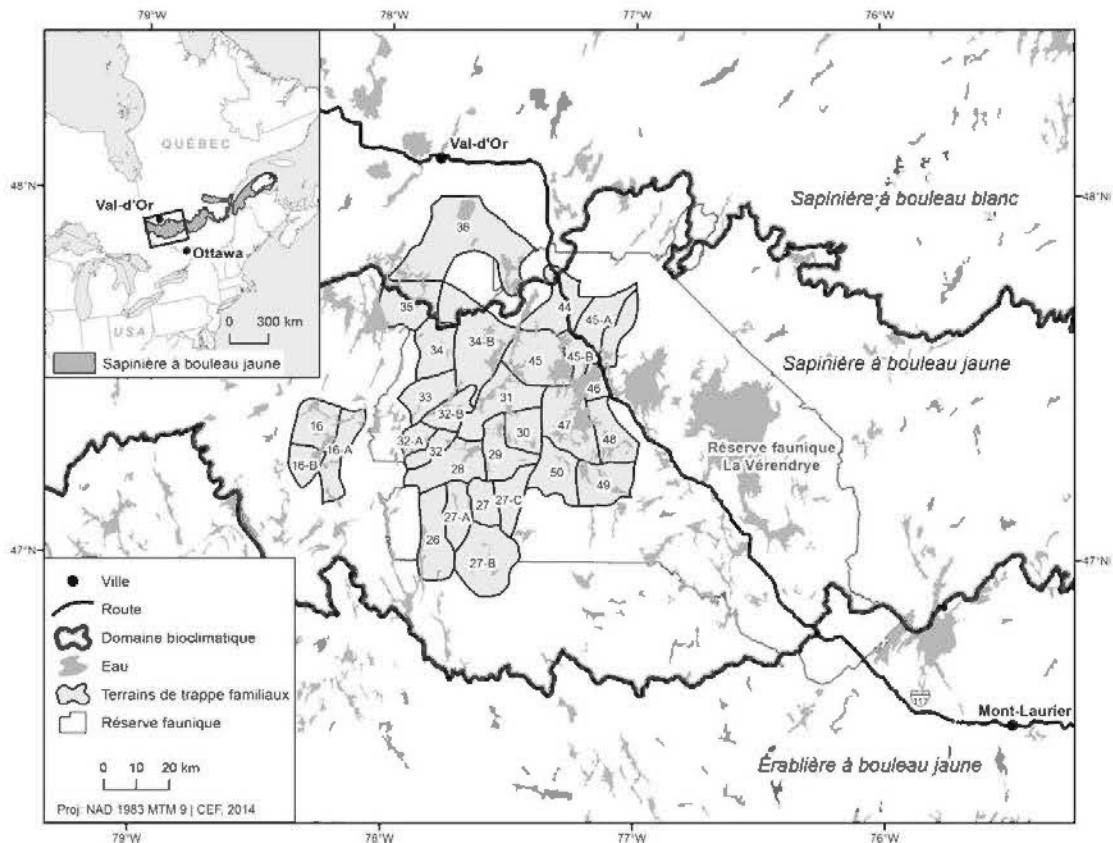 79°W
78°W
77°W
76°W
QUÉBEC
Val-d'Or
Ottawa
USA
0 300 km
Sapinière à bouleau jaune
Val-d'Or
48°N
48°N
Sapinière à bouleau blanc
36
35
44
45-A
34
34-B
45
45-B
Sapinière à bouleau jaune
46
33
31
32-B
16
47
30
32-A
48
16-A
32
29
Réserve faunique
La Vérendrye
16-B
28
50
49
27
27-C
27-A
26
27-B
47°N
47°N
Ville
Route
Domaine bioclimatique
Eau
Terrains de trappe familiaux
Réserve faunique
0 10 20 km
Proj: NAD 1983 MTM 9 | CEF, 2014
117
Mont-Laurier
Érablière à bouleau jaune
79°W
78°W
77°W
76°W